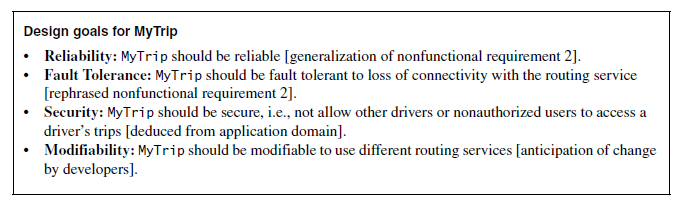 Design goals for MyTrip
• Reliability: MyTrip should be reliable [generalization of nonfunctional requirement 2].
• Fault Tolerance: MyTrip should be fault tolerant to loss of connectivity with the routing service
[rephrased nonfunctional requirement 2].
• Security: MyTrip should be secure, i.e., not allow other drivers or nonauthorized users to access a
driver's trips [deduced from application domain].
• Modifiability: MyTrip should be modifiable to use different routing services [anticipation of change
by developers].